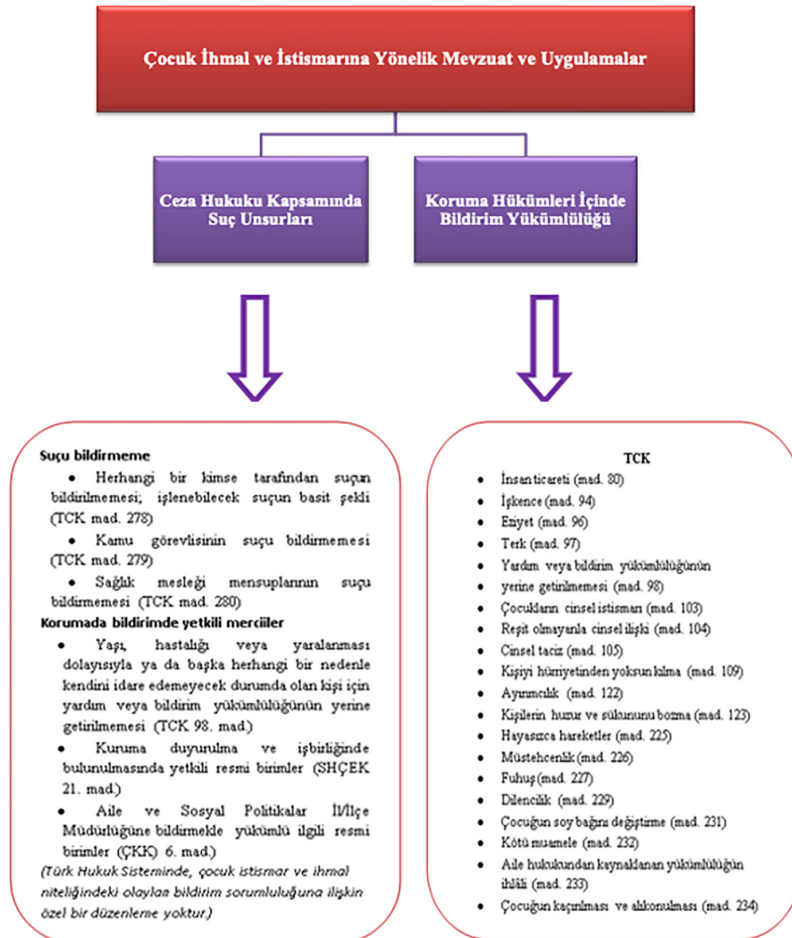 Çocuk İhmal ve İstismarına Yönelik Mevzuat ve Uygulamalar
Ceza Hukuku Kapsamında
Suç Unsurları
Koruma Hükümleri İçinde
Bildirim Yükümlülüğü
Suçu bildirmeme
• Herhangi bir kimse tarafından suçun
bildirilmemesi; işlenebilecek suçun basit şekli
(TCK mad. 278)
• Kamu görevlisinin suçu bildirmemesi
(TCK mad. 279)
• Sağlık mesleği mensuplarının suçu
bildirmemesi (TCK mad. 280)
Korumada bildirimde yetkili merciiler
• Yaşı, hastalığı veya yaralanması
dolayısıyla ya da başka herhangi bir nedenle
kendini idare edemeyecek durumda olan kişi için
yardım veya bildirim yükümlülüğünün yerine
getirilmemesi (TCK 98. mad.)
• Kuruma duyurulma ve işbirliğinde
bulunulmasında yetkili resmi birimler (SHÇEK
21. mad.)
• Aile ve Sosyal Politikalar İl/İlçe
Müdürlüğüne bildirmekle yükümlü ilgili resmi
birimler (ÇKK) 6. mad.)
(Türk Hukuk Sisteminde, çocuk istismar ve ihmal
niteliğindeki olayları bildirim sorumluluğuna ilişkin
özel bir düzenleme yoktur.)
TCK
• İnsan ticareti (mad. 80)
• İşkence (mad. 94)
• Eziyet (mad. 96)
• Terk (mad. 97)
• Yardım veya bildirim yükümlülüğünün
• yerine getirilmemesi (mad. 98)
• Çocukların cinsel istismarı (mad. 103)
• Reşit olmayanla cinsel ilişki (mad. 104)
• Cinsel taciz (mad. 105)
• Kişiyi hürriyetinden yoksun kılma (mad. 109)
• Ayırımcılık (mad. 122)
• Kişilerin huzur ve sükununu bozma (mad. 123)
• Hayasızca hareketler (mad. 225)
• Müstehcenlik (mad. 226)
• Fuhuş (mad. 227)
• Dilencilik (mad. 229)
• Çocuğun soy bağını değiştirme (mad. 231)
• Kötü muamele (mad. 232)
• Aile hukukundan kaynaklanan yükümlülüğün
ihlâli (mad. 233)
• Çocuğun kaçırılması ve alıkonulması (mad. 234)